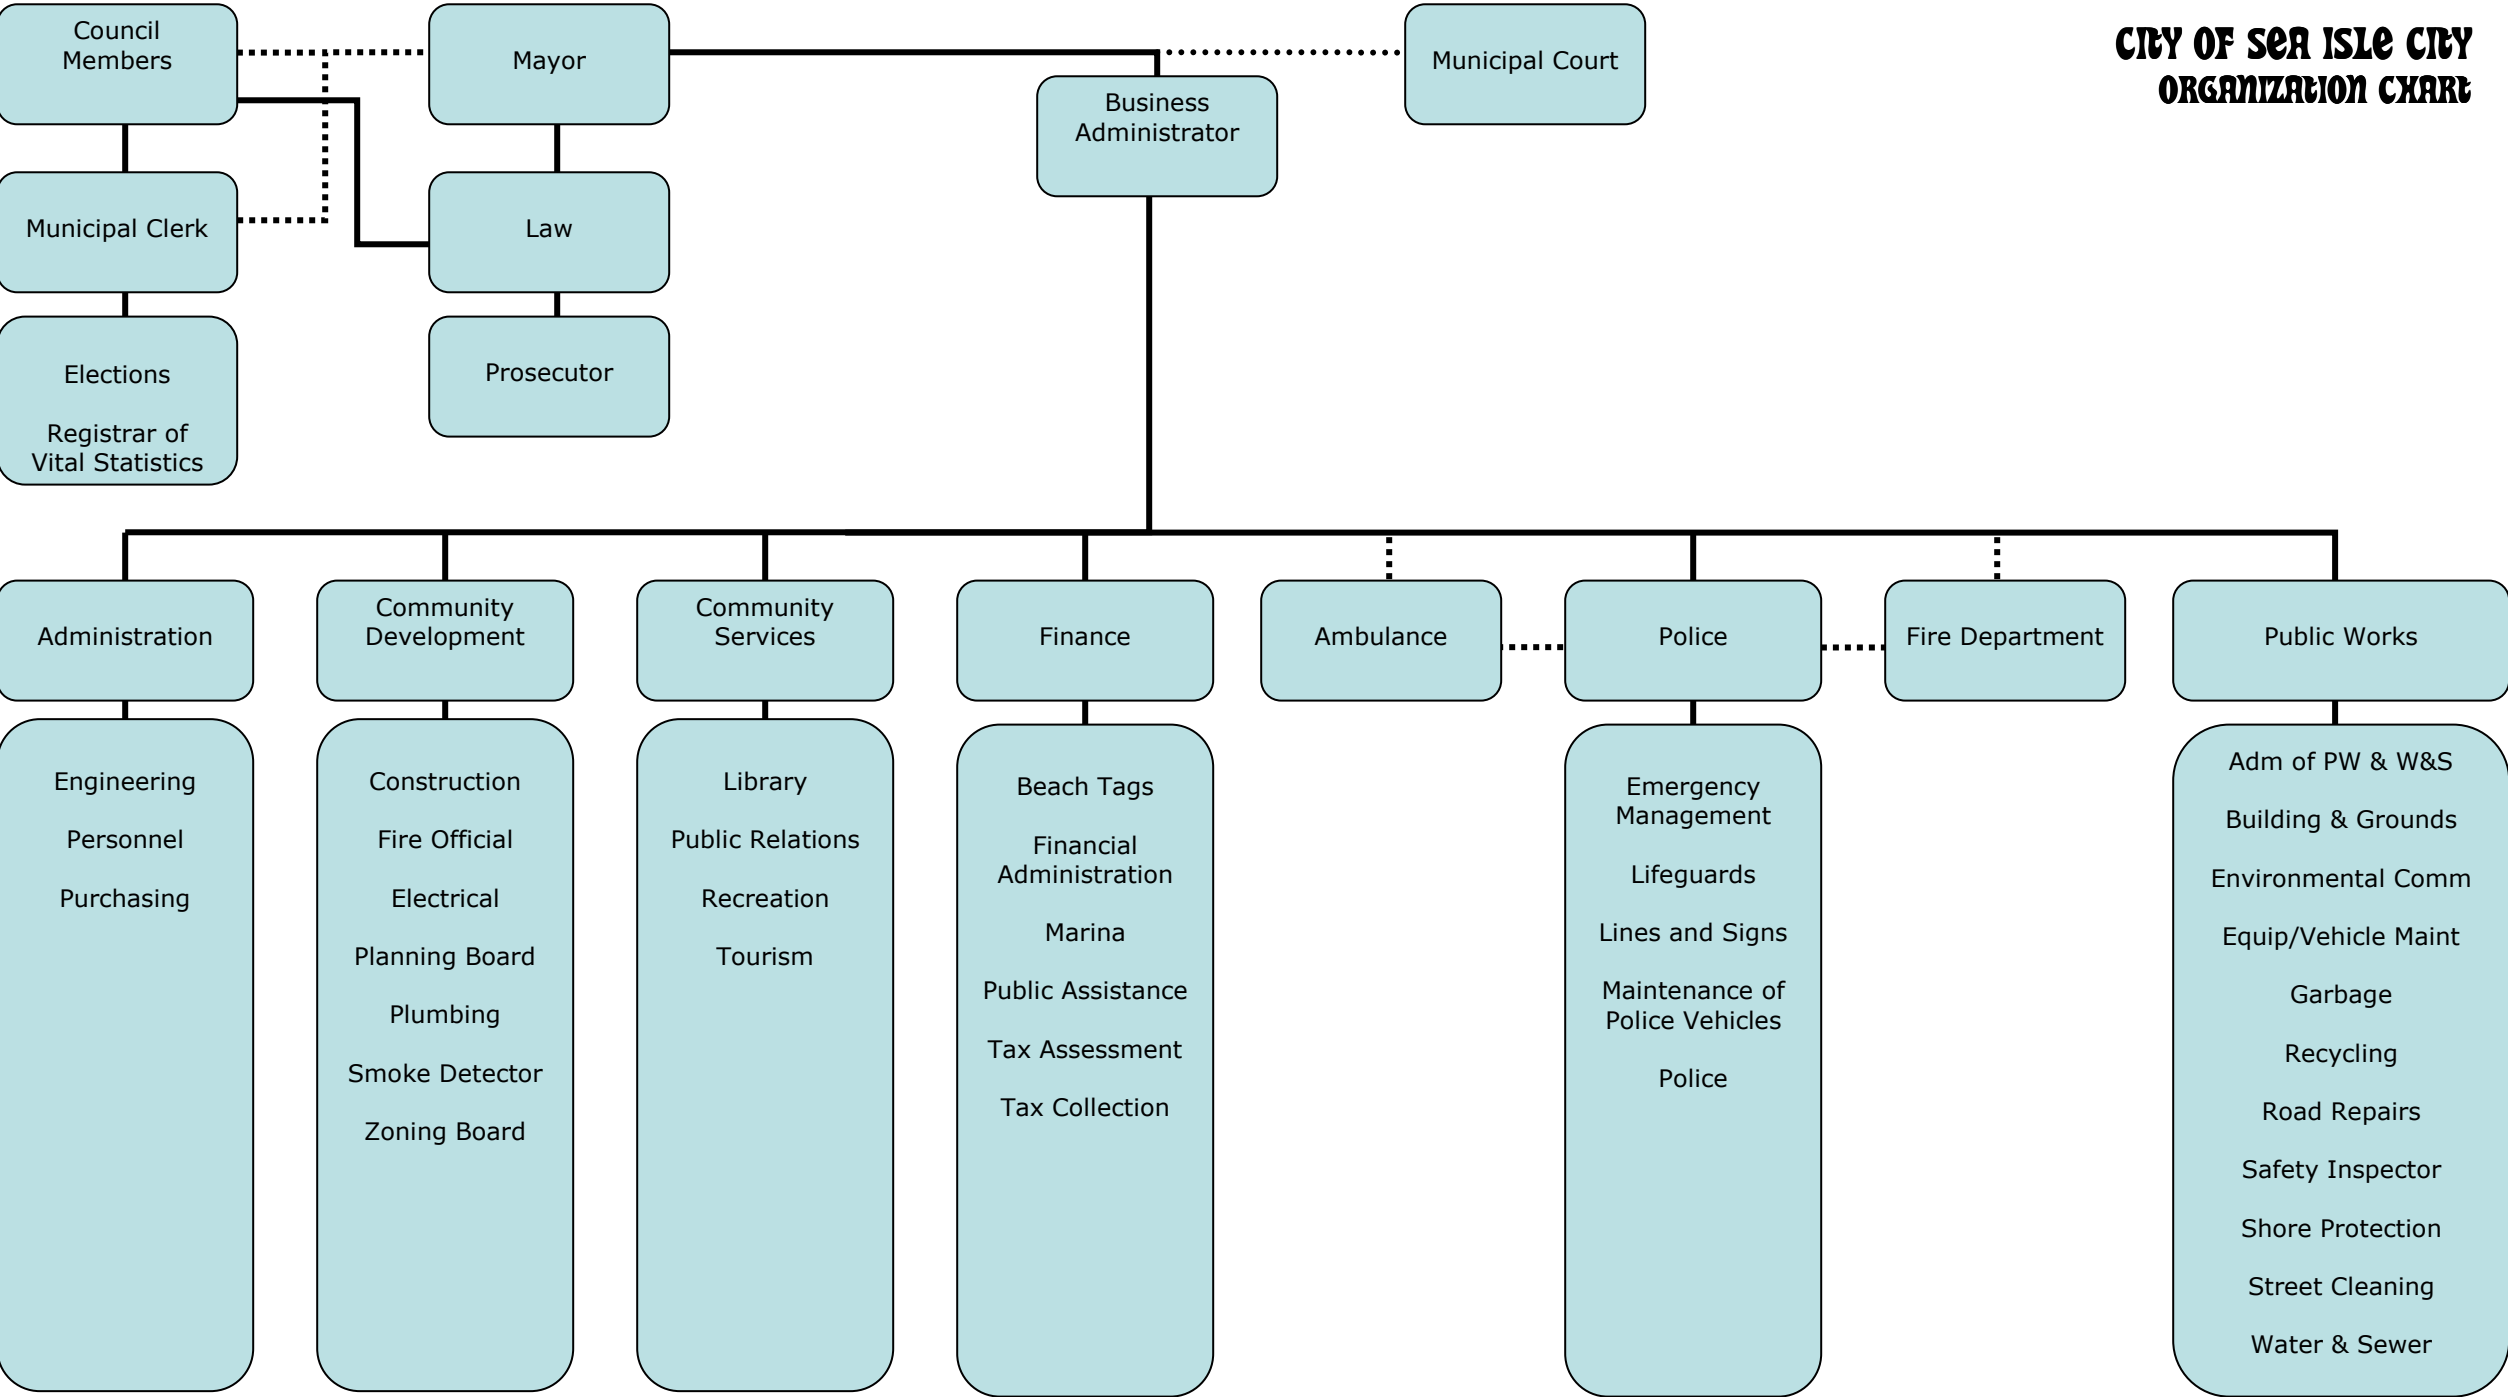 CITY OF SEA ISLE CITY
ORGANIZATION CHART
Council
Members
Mayor
Municipal Court
Business
Administrator
Municipal Clerk
Law
Elections
Registrar of
Vital Statistics
Prosecutor
Administration
Community
Development
Community
Services
Finance
Ambulance
Police
Fire Department
Public Works
Engineering
Personnel
Purchasing
Construction
Fire Official
Electrical
Planning Board
Plumbing
Smoke Detector
Zoning Board
Library
Public Relations
Recreation
Tourism
Beach Tags
Financial
Administration
Marina
Public Assistance
Tax Assessment
Tax Collection
Emergency
Management
Lifeguards
Lines and Signs
Maintenance of
Police Vehicles
Police
Adm of PW & W&S
Building & Grounds
Environmental Comm
Equip/Vehicle Maint
Garbage
Recycling
Road Repairs
Safety Inspector
Shore Protection
Street Cleaning
Water & Sewer